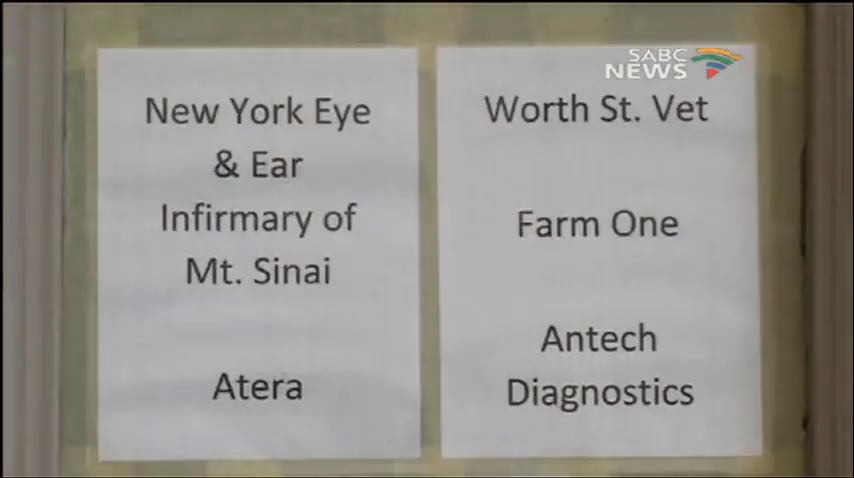 SABC
NEWS
New York Eye
& Ear
Infirmary of
Mt. Sinai
Atera
Worth St. Vet
Farm One
Antech
Diagnostics